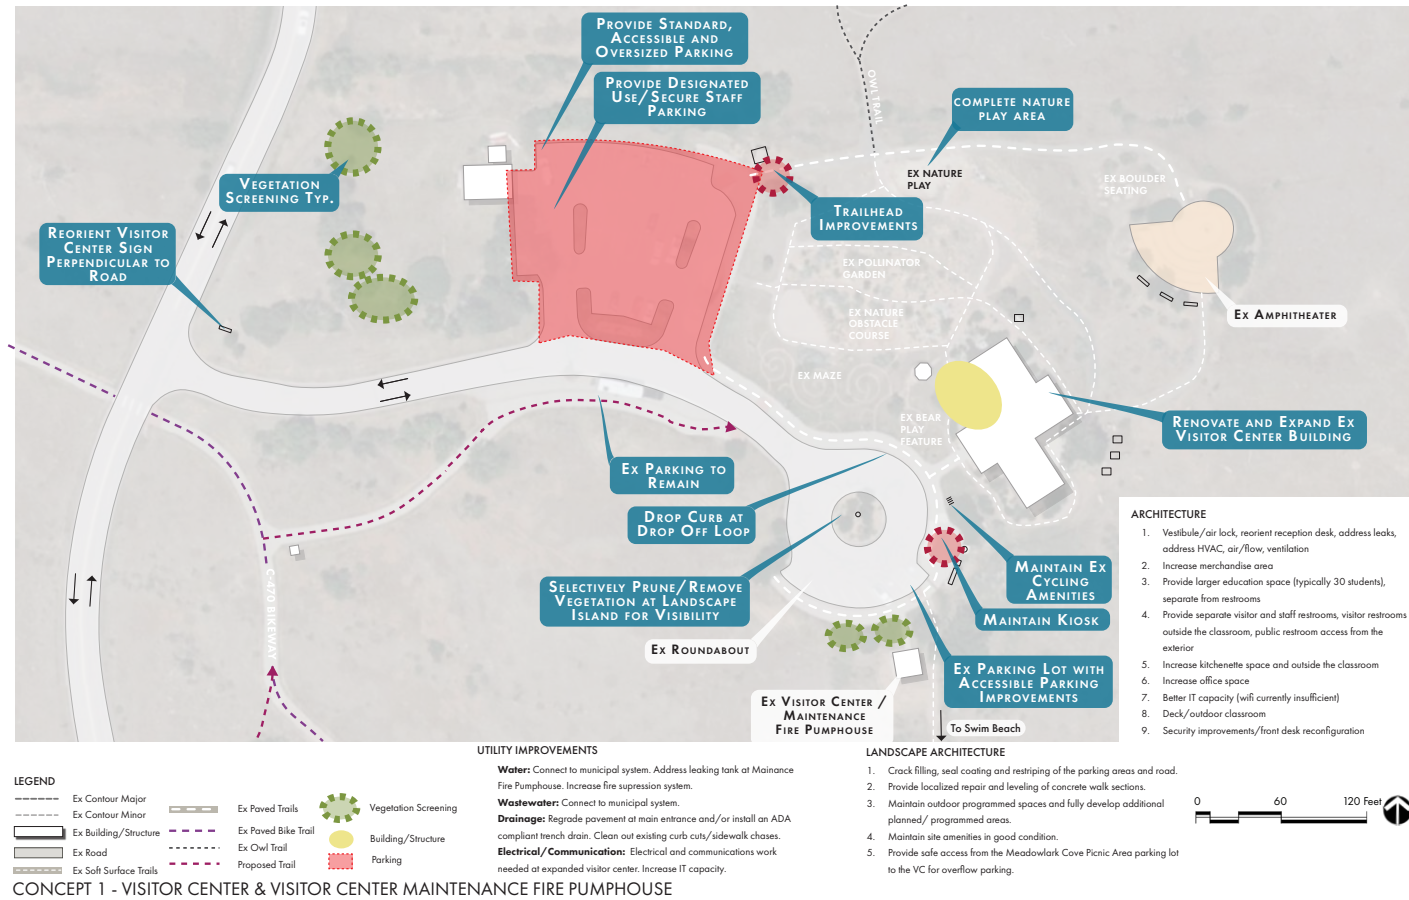 PROVIDE STANDARD,
ACCESSIBLE AND
OVERSIZED PARKING
PROVIDE DESIGNATED
USE/SECURE STAFF
PARKING
OWL TRAIL
COMPLETE NATURE
PLAY AREA
VEGETATION
SCREENING TYP.
EX NATURE
PLAY
EX BOULDER
SEATING
TRAILHEAD
IMPROVEMENTS
REORIENT VISITOR
CENTER SIGN
PERPENDICULAR TO
ROAD
EX POLLINATOR
GARDEN
EX NATURE
OBSTACLE
COURSE
EX AMPHITHEATER
EX MAZE
EX BEAR
PLAY
FEATURE
RENOVATE AND EXPAND EX
VISITOR CENTER BUILDING
EX PARKING TO
REMAIN
DROP CURB AT
DROP OFF LOOP
SELECTIVELY PRUNE/REMOVE
VEGETATION AT LANDSCAPE
ISLAND FOR VISIBILITY
EX ROUNDABOUT
MAINTAIN EX
CYCLING
AMENITIES
MAINTAIN KIOSK
EX PARKING LOT WITH
ACCESSIBLE PARKING
IMPROVEMENTS
EX VISITOR CENTER /
MAINTENANCE
FIRE PUMPHOUSE
To Swim Beach
C-470 BIKEWAY
ARCHITECTURE
1. Vestibule/air lock, reorient reception desk, address leaks,
address HVAC, air/flow, ventilation
2. Increase merchandise area
3. Provide larger education space (typically 30 students),
separate from restrooms
4. Provide separate visitor and staff restrooms, visitor restrooms
outside the classroom, public restroom access from the
exterior
5. Increase kitchenette space and outside the classroom
6. Increase office space
7. Better IT capacity (wifi currently insufficient)
8. Deck/outdoor classroom
9. Security improvements/front desk reconfiguration
LEGEND
Ex Contour Major
Ex Contour Minor
Ex Building/Structure
Ex Road
Ex Soft Surface Trails
Ex Paved Trails
Ex Paved Bike Trail
Ex Owl Trail
Proposed Trail
Vegetation Screening
Building/Structure
Parking
UTILITY IMPROVEMENTS
Water: Connect to municipal system. Address leaking tank at Mainance
Fire Pumphouse. Increase fire supression system.
Wastewater: Connect to municipal system.
Drainage: Regrade pavement at main entrance and/or install an ADA
compliant trench drain. Clean out existing curb cuts/sidewalk chases.
Electrical/Communication: Electrical and communications work
needed at expanded visitor center. Increase IT capacity.
LANDSCAPE ARCHITECTURE
1. Crack filling, seal coating and restriping of the parking areas and road.
2. Provide localized repair and leveling of concrete walk sections.
3. Maintain outdoor programmed spaces and fully develop additional
planned/ programmed areas.
4. Maintain site amenities in good condition.
5. Provide safe access from the Meadowlark Cove Picnic Area parking lot
to the VC for overflow parking.
0 60 120 Feet
CONCEPT 1 - VISITOR CENTER & VISITOR CENTER MAINTENANCE FIRE PUMPHOUSE